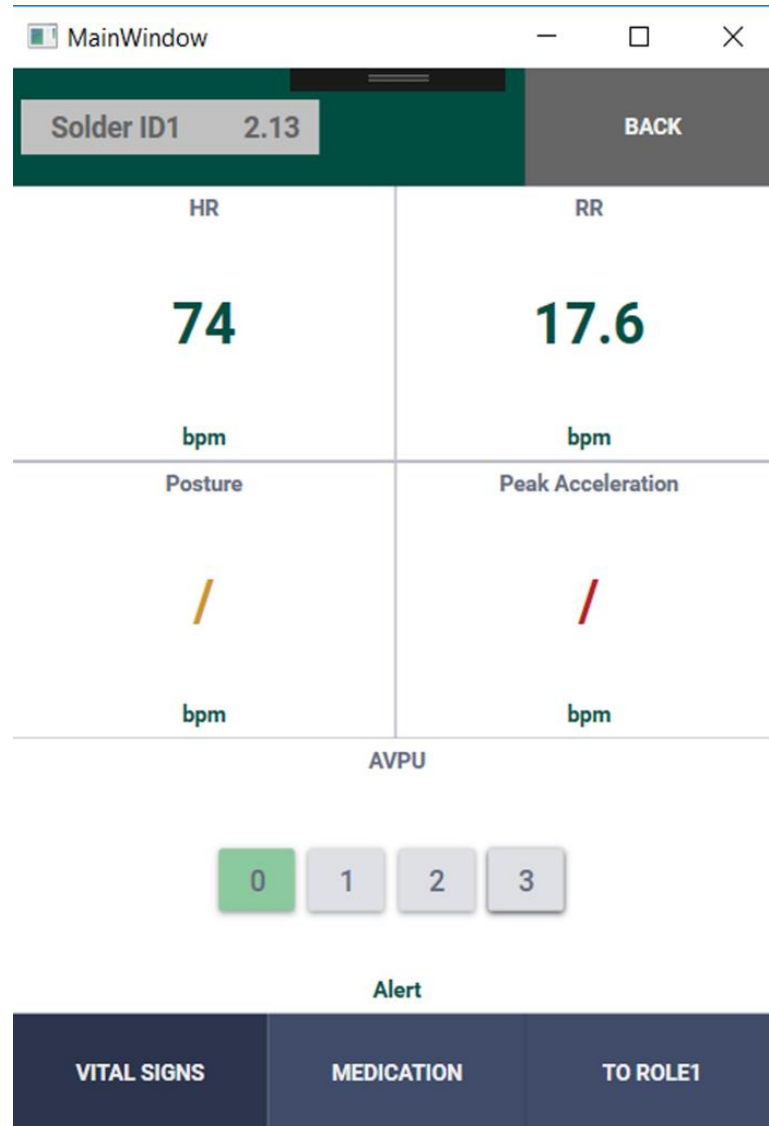 MainWindow
Solder ID1 2.13 BACK
HR RR
74 17.6
bpm bpm
Posture Peak Acceleration
/ /
bpm bpm
AVPU
0 1 2 3
Alert
VITAL SIGNS MEDICATION TO ROLE1